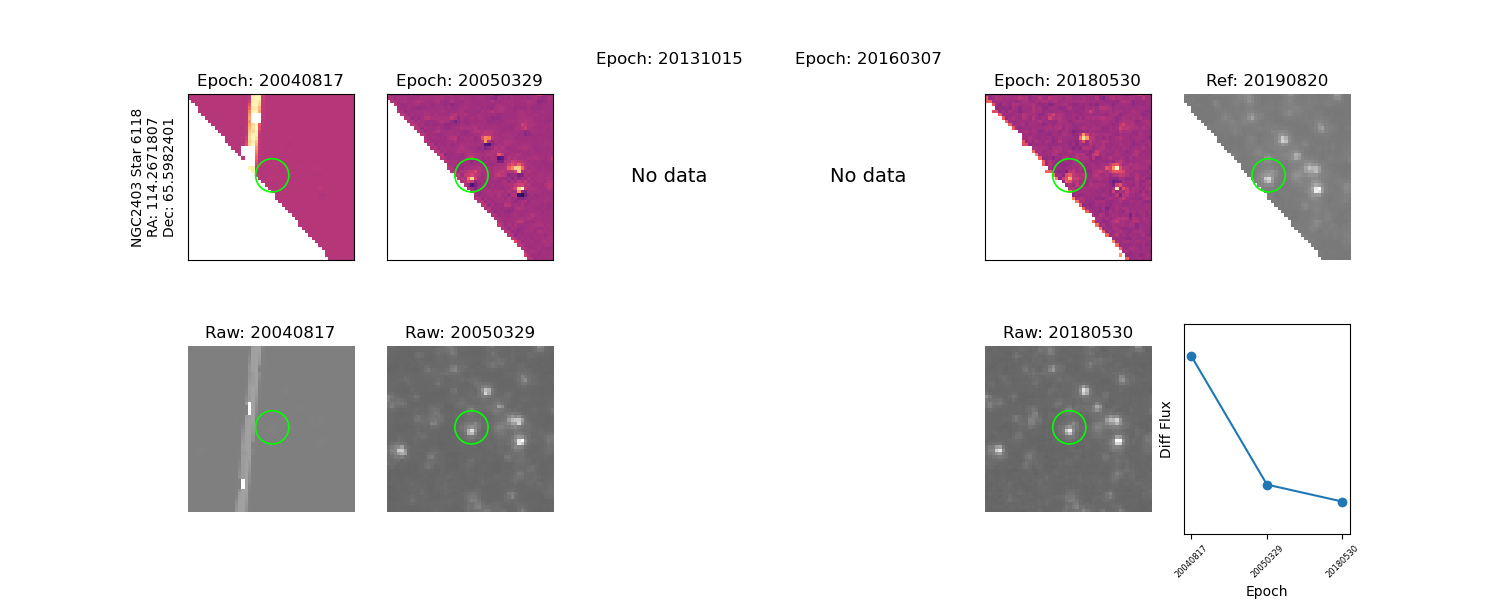 Epoch: 20131015
Epoch: 20160307
Epoch: 20040817
Epoch: 20050329
Epoch: 20180530
Ref: 20190820
NGC2403 Star 6118
RA: 114.2671807
Dec: 65.5982401
No data
No data
Raw: 20040817
Raw: 20050329
Raw: 20180530
Diff Flux
20040817
20050329
20180530
Epoch